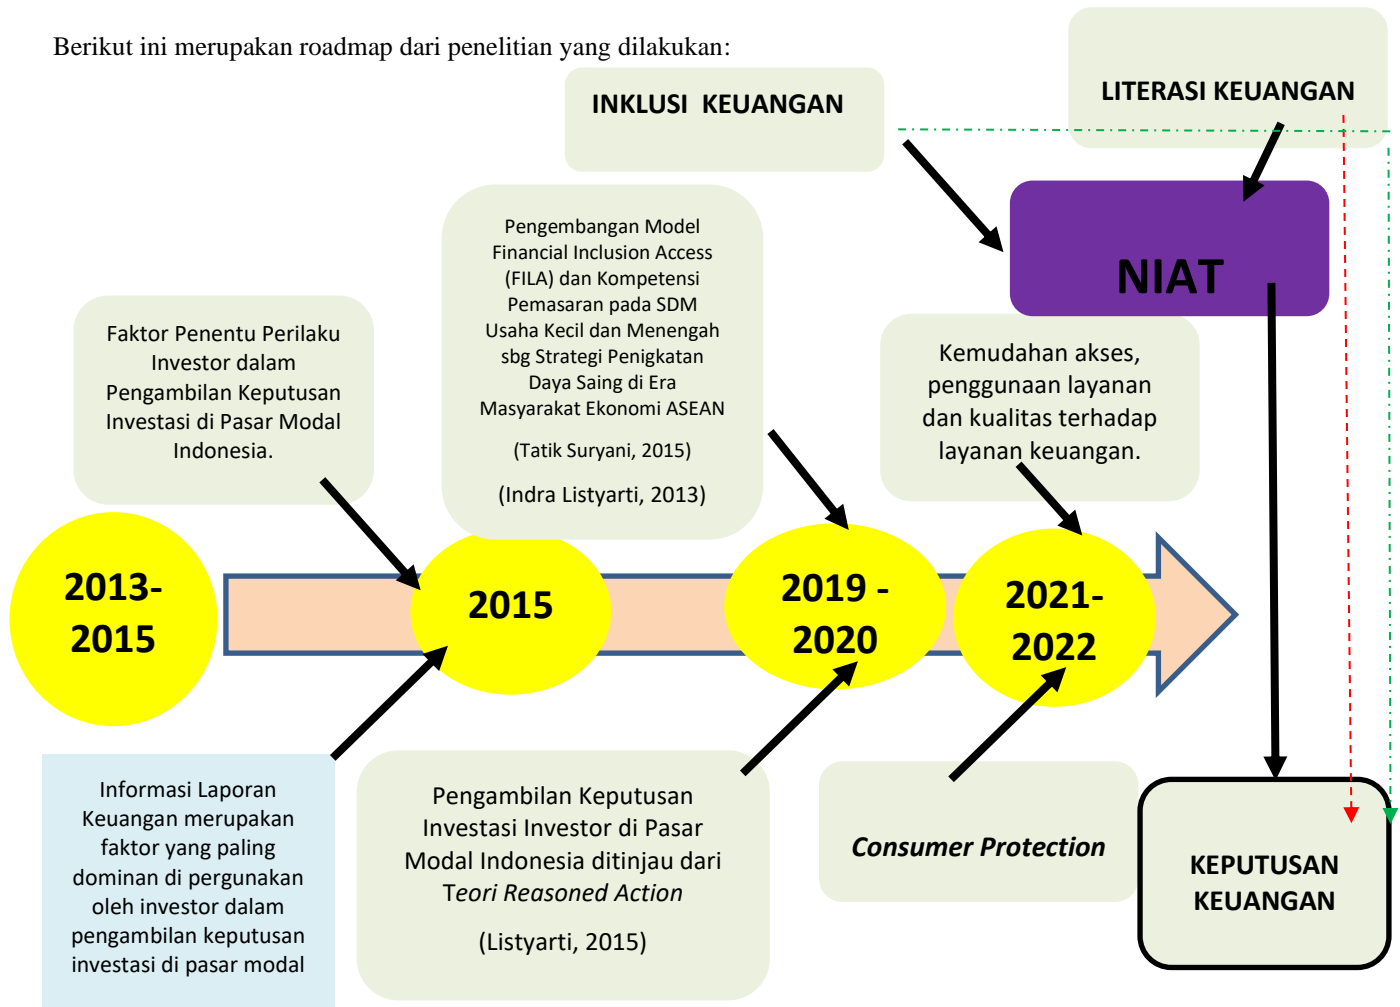 Berikut ini merupakan roadmap dari penelitian yang dilakukan:
INKLUSI KEUANGAN
LITERASI KEUANGAN
NIAT
Pengembangan Model
Financial Inclusion Access
(FILA) dan Kompetensi
Pemasaran pada SDM
Usaha Kecil dan Menengah
sbg Strategi Penigkatan
Daya Saing di Era
Masyarakat Ekonomi ASEAN
(Tatik Suryani, 2015)
(Indra Listyarti, 2013)
Faktor Penentu Perilaku
Investor dalam
Pengambilan Keputusan
Investasi di Pasar Modal
Indonesia.
Kemudahan akses,
penggunaan layanan
dan kualitas terhadap
layanan keuangan.
2013-
2015
2015
2019 -
2020
2021-
2022
Informasi Laporan
Keuangan merupakan
faktor yang paling
dominan di pergunakan
oleh investor dalam
pengambilan keputusan
investasi di pasar modal
Pengambilan Keputusan
Investasi Investor di Pasar
Modal Indonesia ditinjau dari
Teori Reasoned Action
(Listyarti, 2015)
Consumer Protection
KEPUTUSAN
KEUANGAN